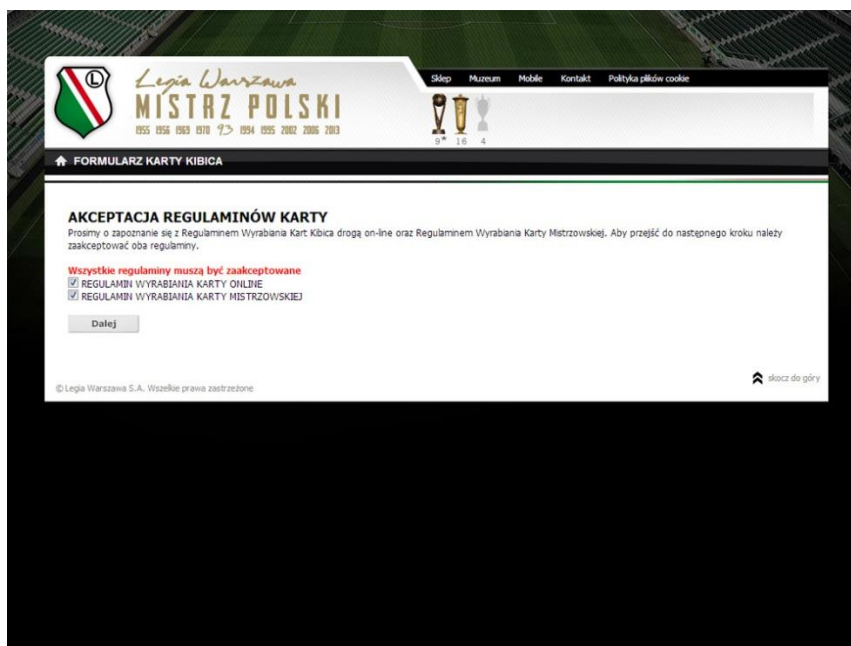 L
Legia Warszawa
MISTRZ POLSKI
1955 1956 1969 1970 93 1994 1995 2002 2006 2013
Sklep Muzeum Mobile Kontakt Polityka plików cookie
9* 16 4
FORMULARZ KARTY KIBICA
AKCEPTACJA REGULAMINÓW KARTY
Prosimy o zapoznanie się z Regulaminem Wyrabiania Kart Kibica drogą on-line oraz Regulaminem Wyrabiania Karty Mistrzowskiej. Aby przejść do następnego kroku należy
zaakceptować oba regulaminy.
Wszystkie regulaminy muszą być zaakceptowane
REGULAMIN WYRABIANIA KARTY ONLINE
REGULAMIN WYRABIANIA KARTY MISTRZOWSKIEJ
Dalej
skocz do góry
© Legia Warszawa S.A. Wszelkie prawa zastrzeżone